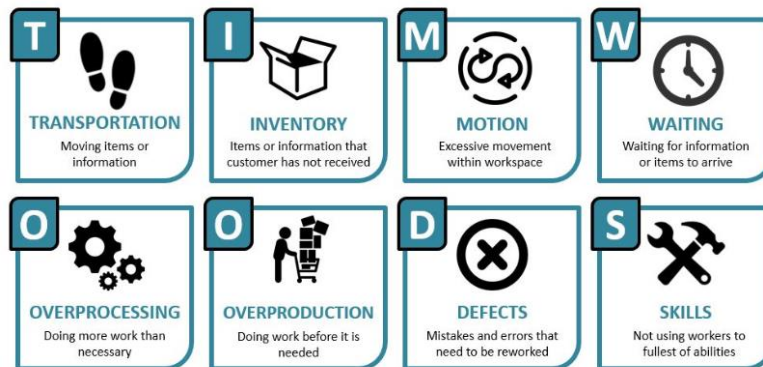 T
TRANSPORTATION
Moving items or
information
I
INVENTORY
Items or information that
customer has not received
M
MOTION
Excessive movement
within workspace
W
WAITING
Waiting for information
or items to arrive
O
OVERPROCESSING
Doing more work than
necessary
O
OVERPRODUCTION
Doing work before it is
needed
D
DEFECTS
Mistakes and errors that
need to be reworked
S
SKILLS
Not using workers to
fullest of abilities